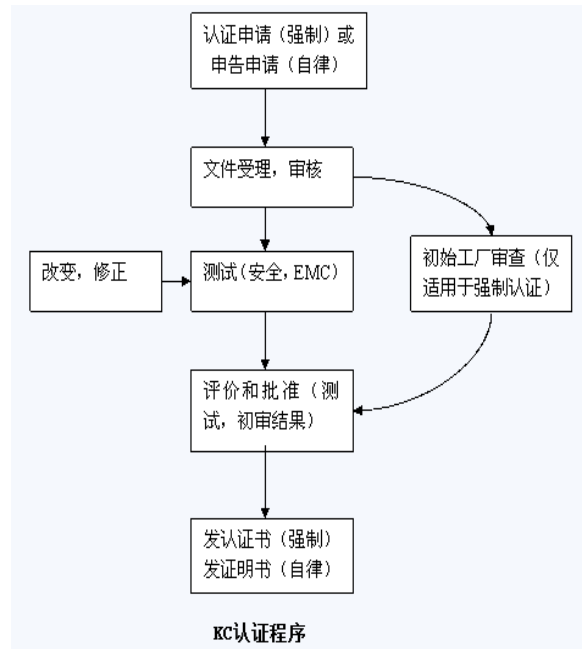 认证申请（强制）或
申告申请（自律）
文件受理，审核
改变，修正
测试(安全,EMC)
初始工厂审查（仅
适用于强制认证）
评价和批准（测
试，初审结果）
发认证书（强制）
发证明书（自律）
KC认证程序